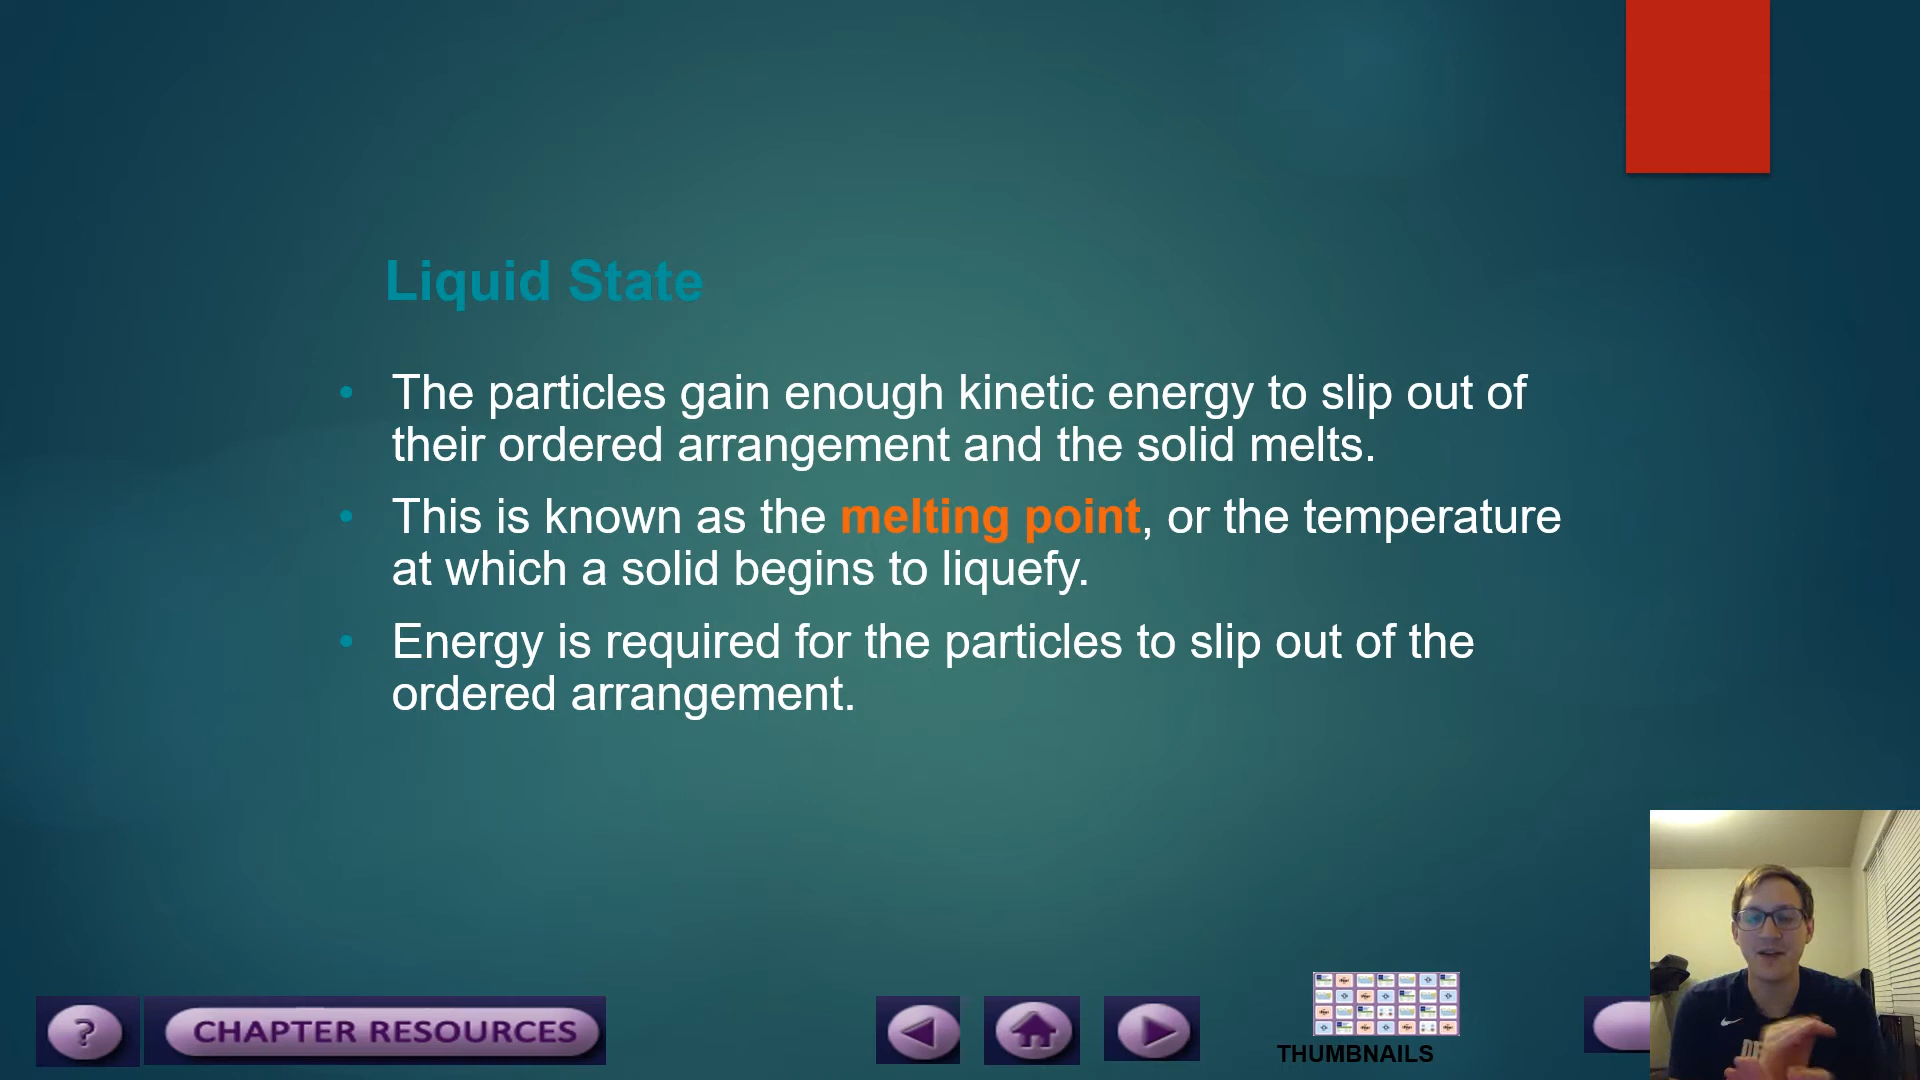 Liquid State
• The particles gain enough kinetic energy to slip out of
their ordered arrangement and the solid melts.
• This is known as the melting point, or the temperature
at which a solid begins to liquefy.
• Energy is required for the particles to slip out of the
ordered arrangement.
?
CHAPTER RESOURCES
THUMBNAILS